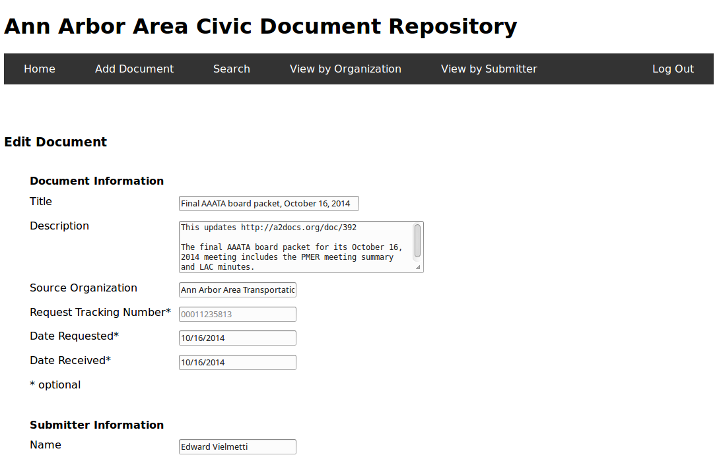 Ann Arbor Area Civic Document Repository
Home Add Document Search View by Organization View by Submitter Log Out
Edit Document
Document Information
Title Final AAATA board packet, October 16, 2014
Description This updates http://a2docs.org/doc/392
The final AAATA board packet for its October 16,
2014 meeting includes the PMER meeting summary
and LAC minutes.
Source Organization Ann Arbor Area Transportatic
Request Tracking Number* 00011235813
Date Requested* 10/16/2014
Date Received* 10/16/2014
* optional
Submitter Information
Name Edward Vielmetti